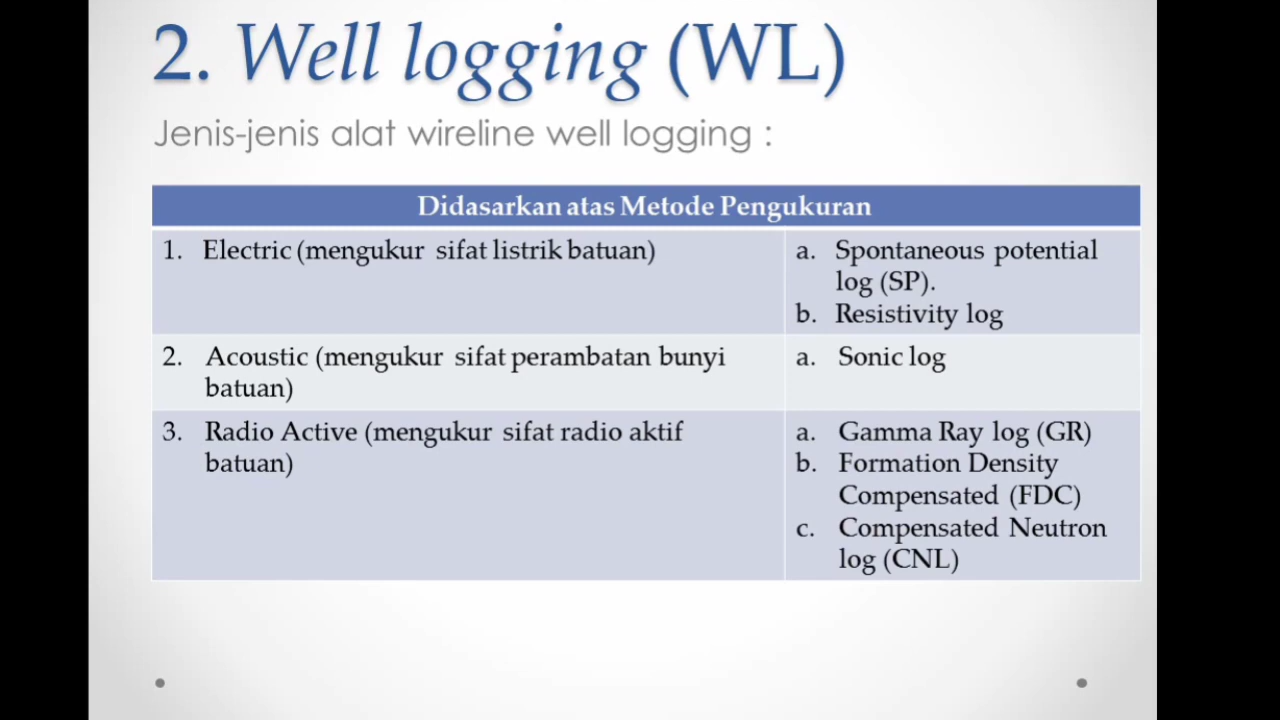 2. Well logging (WL)
Jenis-jenis alat wireline well logging :
Didasarkan atas Metode Pengukuran
1. Electric (mengukur sifat listrik batuan)
a. Spontaneous potential
log (SP).
b. Resistivity log
2. Acoustic (mengukur sifat perambatan bunyi
batuan)
a. Sonic log
3. Radio Active (mengukur sifat radio aktif
batuan)
a. Gamma Ray log (GR)
b. Formation Density
Compensated (FDC)
c. Compensated Neutron
log (CNL)